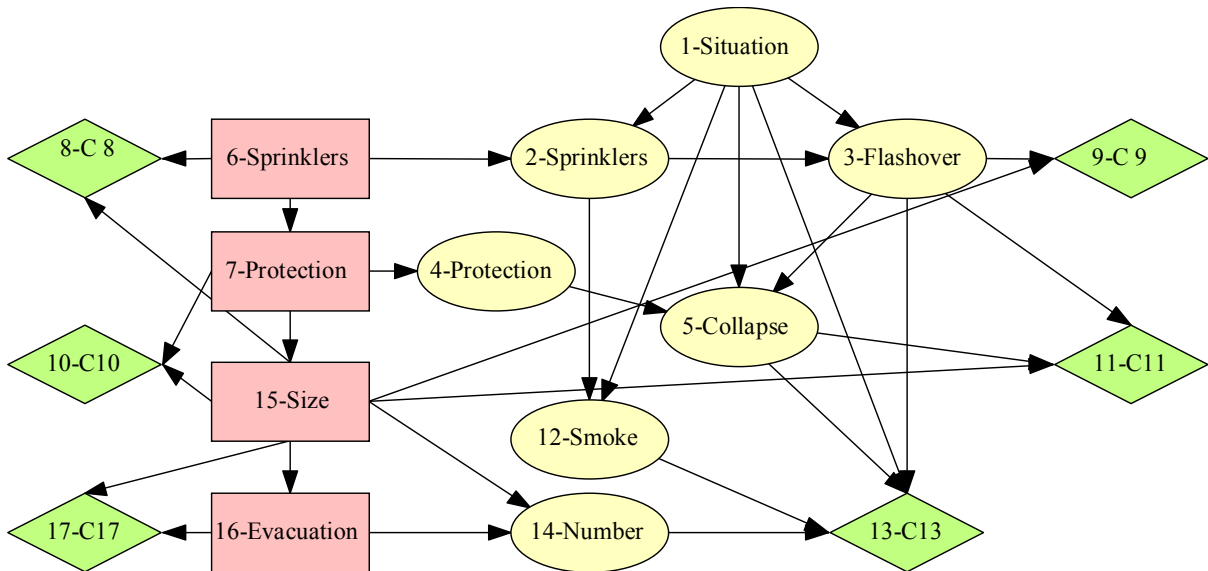 1-Situation
8-C 8
6-Sprinklers
2-Sprinklers
3-Flashover
9-C 9
7-Protection
4-Protection
5-Collapse
10-C10
15-Size
11-C11
12-Smoke
17-C17
16-Evacuation
14-Number
13-C13